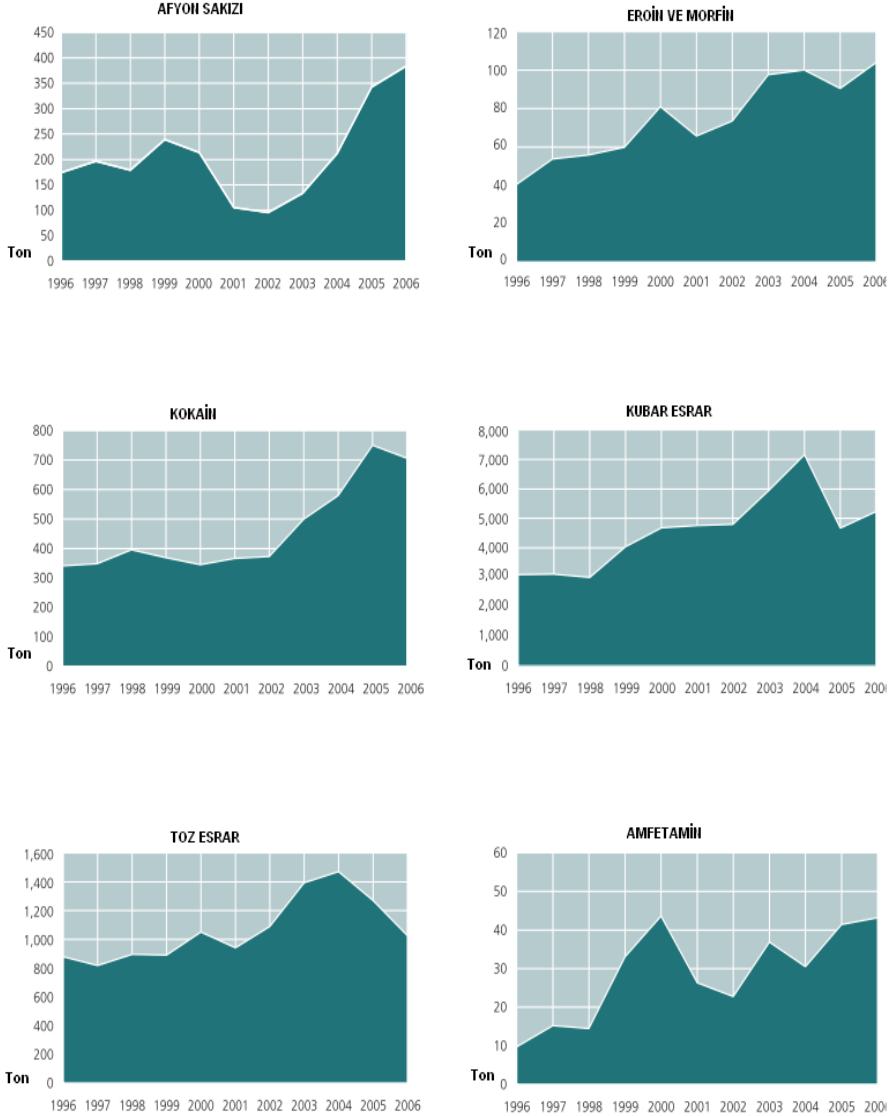 AFYON SAKIZI
450
400
350
300
250
200
150
100
50
Ton 0
1996 1997 1998 1999 2000 2001 2002 2003 2004 2005 2006
EROİN VE MORFİN
120
100
80
60
40
20
Ton 0
1996 1997 1998 1999 2000 2001 2002 2003 2004 2005 2006
KOKAİN
800
700
600
500
400
300
200
100
Ton 0
1996 1997 1998 1999 2000 2001 2002 2003 2004 2005 2006
KUBAR ESRAR
8,000
7,000
6,000
5,000
4,000
3,000
2,000
1,000
Ton 0
1996 1997 1998 1999 2000 2001 2002 2003 2004 2005 200
TOZ ESRAR
1,600
1,400
1,200
1,000
800
600
400
200
Ton 0
1996 1997 1998 1999 2000 2001 2002 2003 2004 2005 2006
AMFETAMİN
60
50
40
30
20
10
Ton 0
1996 1997 1998 1999 2000 2001 2002 2003 2004 2005 2006